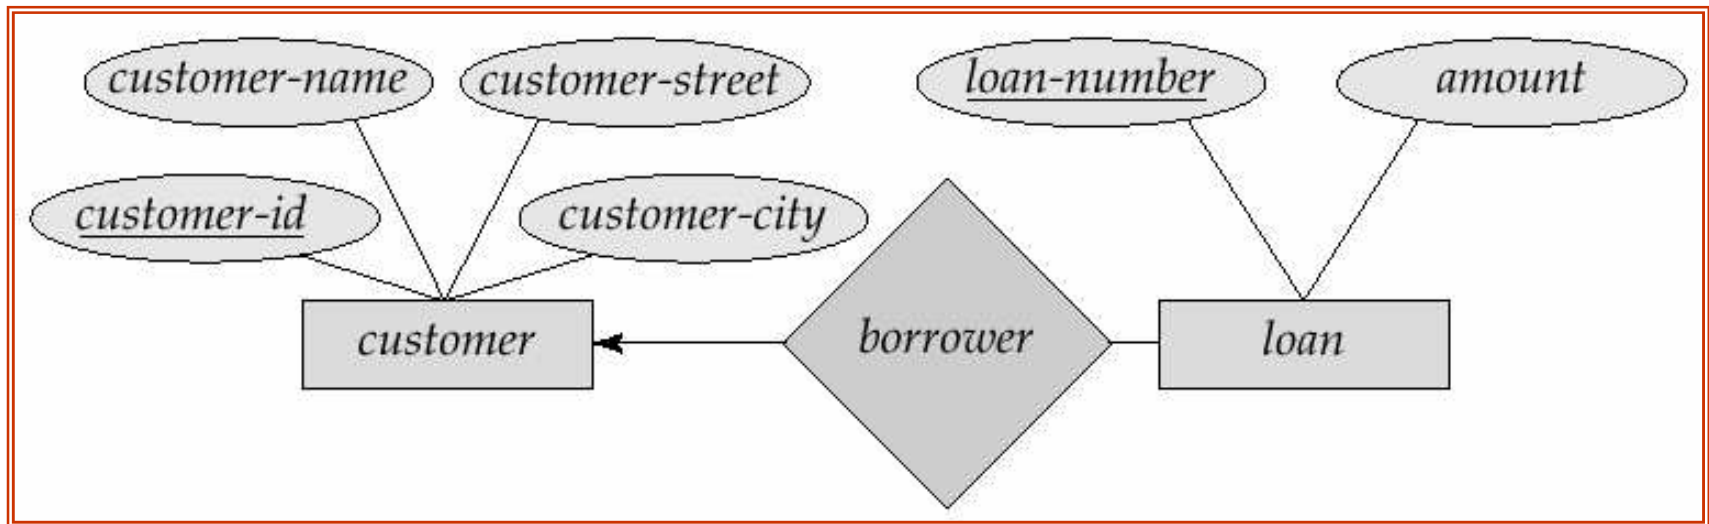 customer-name customer-street loan-number amount
customer-id customer-city
customer borrower loan